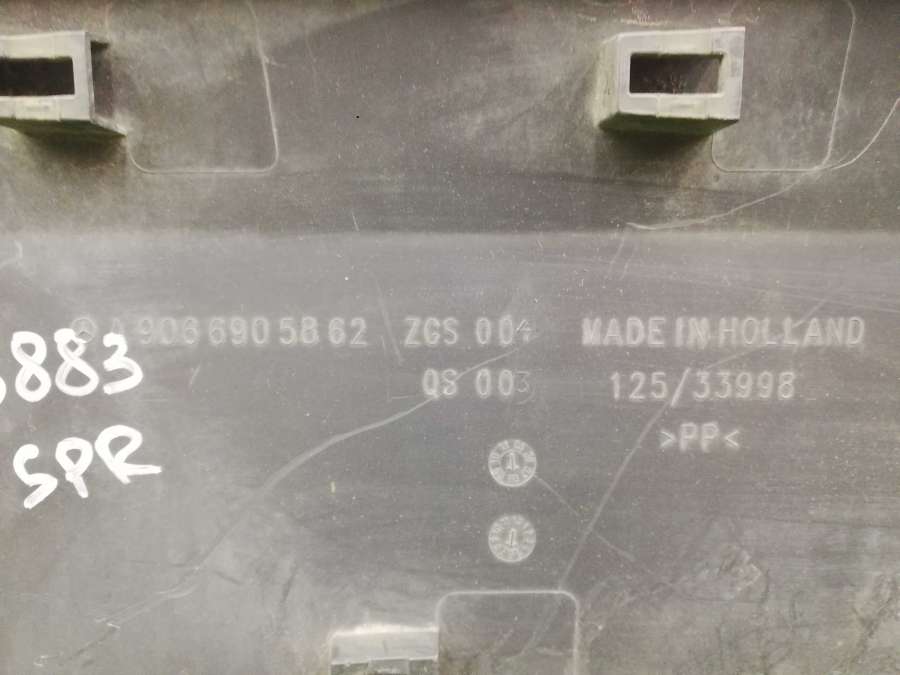 A 906 690 58 62 ZGS 004 MADE IN HOLLAND
QS 003 125/33998
>PP<
883
SPR